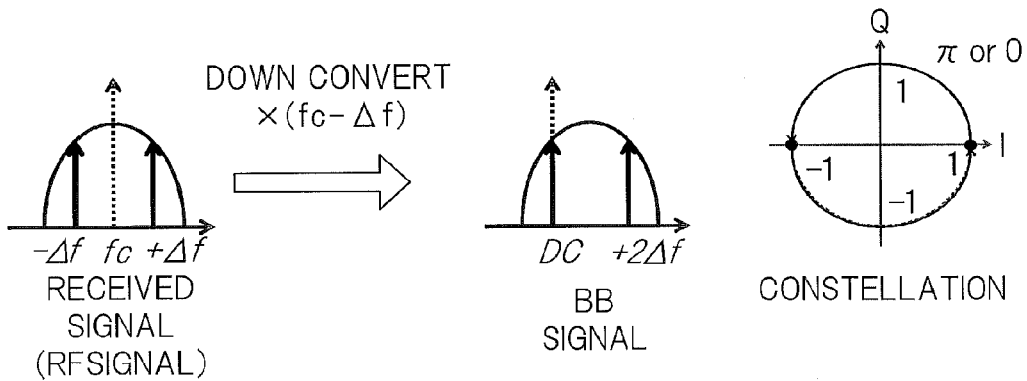 DOWN CONVERT
×(fc-Δf)
-Δf fc +Δf
RECEIVED
SIGNAL
(RFSIGNAL)
DC +2Δf
BB
SIGNAL
Q
π or 0
1
-1 1 I
-1
CONSTELLATION